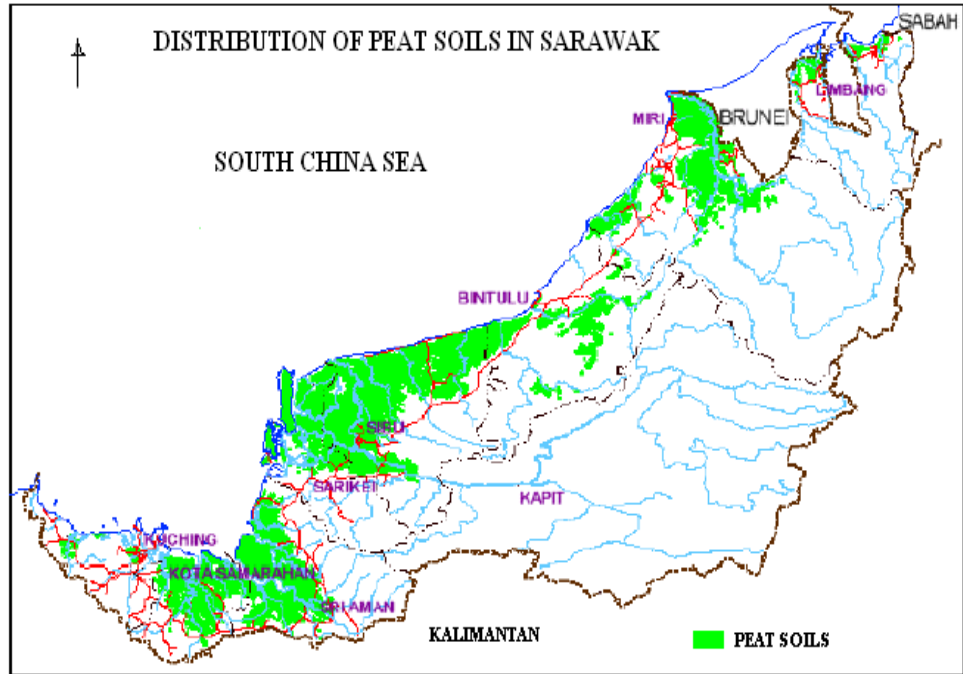 SABAH
DISTRIBUTION OF PEAT SOILS IN SARAWAK
LIMBANG
MIRI
BRUNEI
SOUTH CHINA SEA
BINTULU
SIBU
SARIKEI
KAPIT
KUCHING
KOTA SAMARAHAN
SRI AMAN
KALIMANTAN
PEAT SOILS